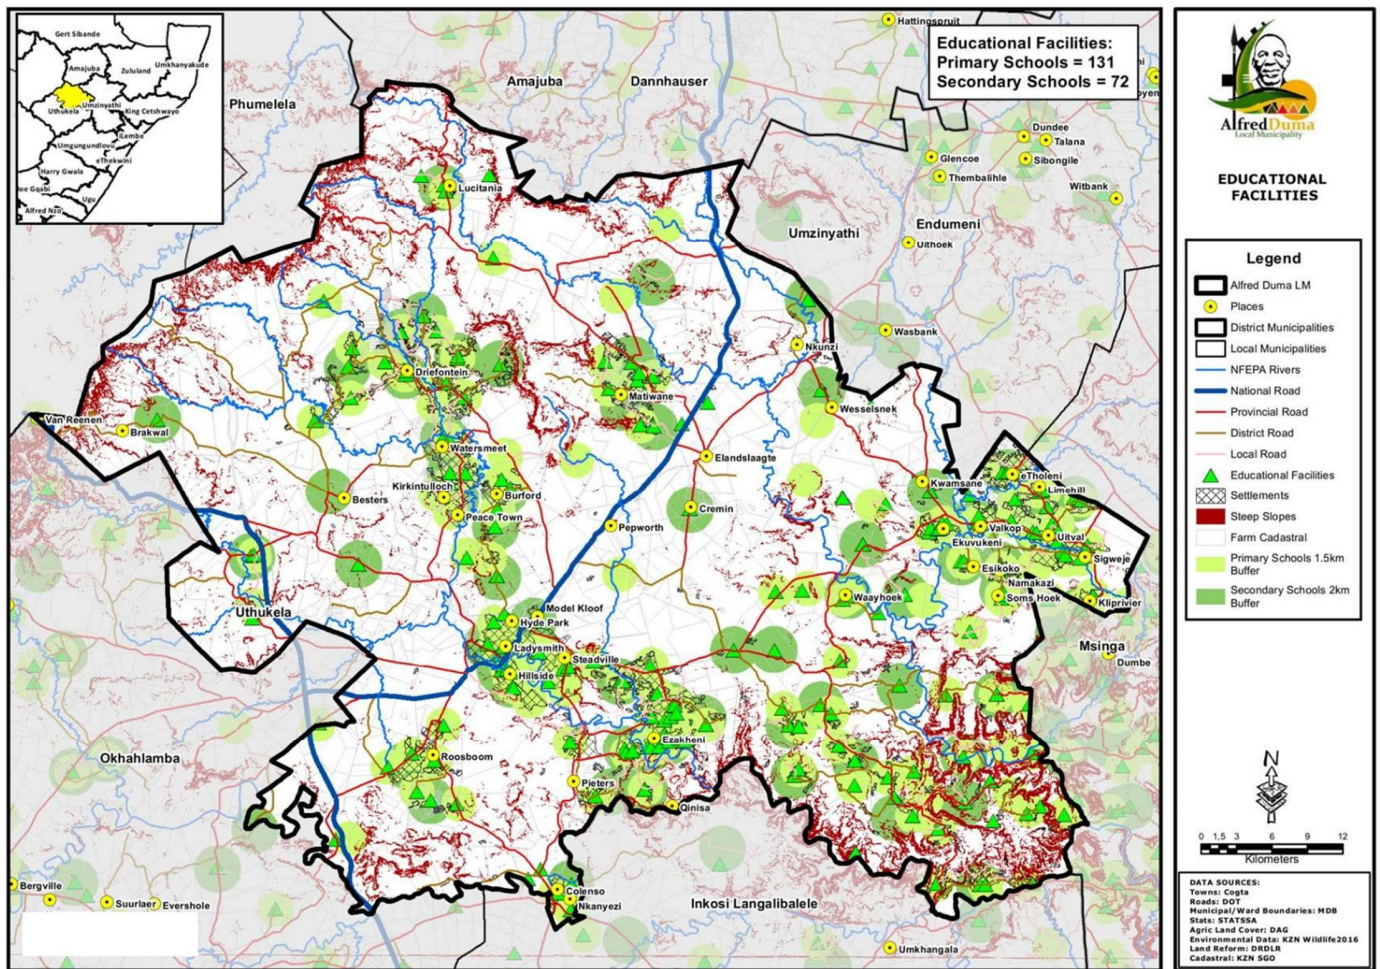 Gert Sibande
Amajuba
Zululand
Umkhanyakude
Uthukela
Umzinyathi
King Cetshwayo
iLembe
Umgungundlovu
eThekwini
Harry Gwala
Joe Gqabi
Ugu
Alfred Nzo
Hattingspruit
Educational Facilities:
Primary Schools = 131
Secondary Schools = 72
Amajuba
Dannhauser
Phumelela
Dundee
Talana
Glencoe
Sibongile
Thembalihle
Witbank
Lucitania
Endumeni
Umzinyathi
Uithoek
Wasbank
Nkunzi
Driefontein
Matiwane
Wesselsnek
Van Reenen
Brakwal
Watersmeet
Elandslaagte
eTholeni
Kwamsane
Limehill
Kirkintulloch
Burford
Besters
Cremin
Peace Town
Pepworth
Valkop
Uitval
Ekuvukeni
Sigweje
Esikoko
Namakazi
Waayhoek
Soms Hoek
Kliprivier
Uthukela
Model Kloof
Hyde Park
Ladysmith
Steadville
Msinga
Dumbe
Hillside
Ezakheni
Okhahlamba
Roosboom
Pieters
Qinisa
Colenso
Nkanyezi
Inkosi Langalibalele
Bergville
Suurlaer
Evershole
Umkhangala
AlfredDuma
Local Municipality
EDUCATIONAL
FACILITIES
Legend
Alfred Duma LM
Places
District Municipalities
Local Municipalities
NFEPA Rivers
National Road
Provincial Road
District Road
Local Road
Educational Facilities
Settlements
Steep Slopes
Farm Cadastral
Primary Schools 1.5km
Buffer
Secondary Schools 2km
Buffer
N
0 1,5 3 6 9 12
Kilometers
DATA SOURCES:
Towns: Cogta
Roads: DOT
Municipal/Ward Boundaries: MDB
Stats: STATSSA
Agric Land Cover: DAG
Environmental Data: KZN Wildlife2016
Land Reform: DRDLR
Cadastral: KZN SGO